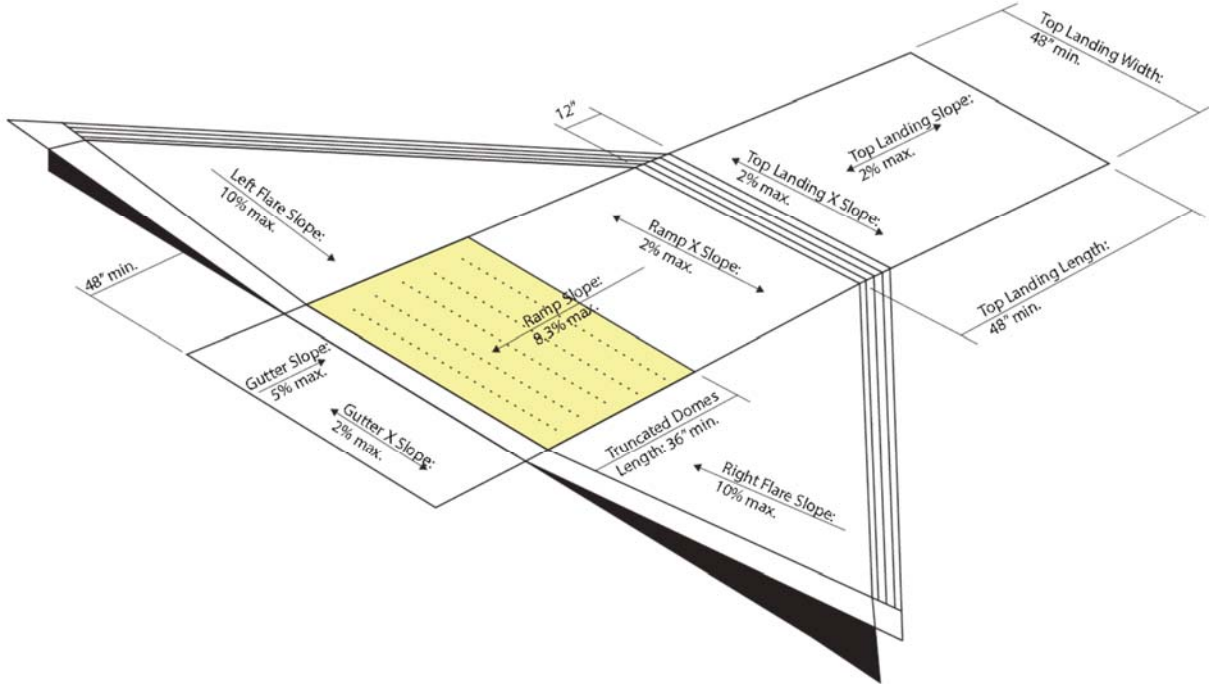 Top Landing Width:
48" min.
12"
Top Landing Slope:
2% max.
Top Landing X Slope:
2% max.
Left Flare Slope:
10% max.
Ramp X Slope:
2% max.
48" min.
Top Landing Length:
48" min.
Ramp Slope:
8.3% max.
Gutter Slope:
5% max.
Gutter X Slope:
2% max.
Truncated Domes
Length: 36" min.
Right Flare Slope:
10% max.